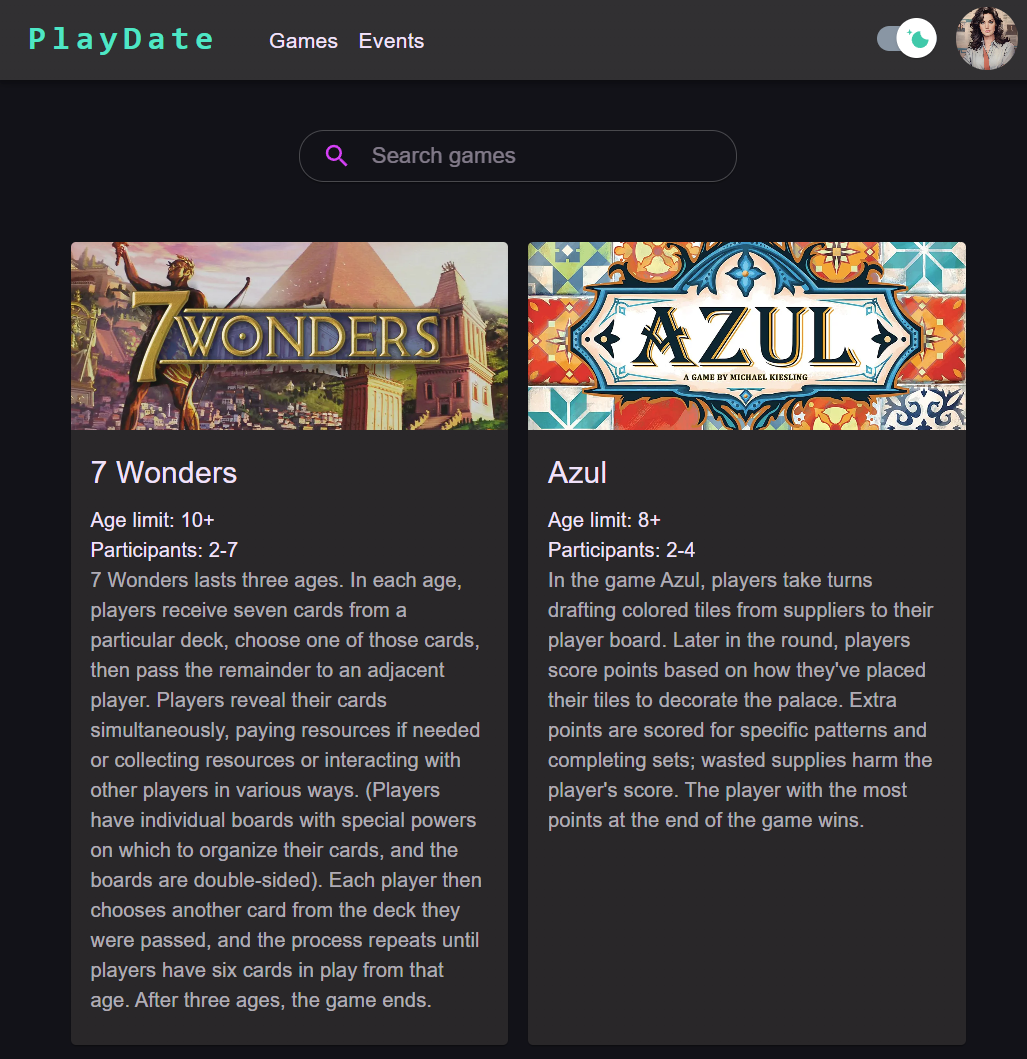 PlayDate
Games
Events
Search games
7 WONDERS
AZUL
A GAME BY MICHAEL KIESLING
7 Wonders
Age limit: 10+
Participants: 2-7
7 Wonders lasts three ages. In each age,
players receive seven cards from a
particular deck, choose one of those cards,
then pass the remainder to an adjacent
player. Players reveal their cards
simultaneously, paying resources if needed
or collecting resources or interacting with
other players in various ways. (Players
have individual boards with special powers
on which to organize their cards, and the
boards are double-sided). Each player then
chooses another card from the deck they
were passed, and the process repeats until
players have six cards in play from that
age. After three ages, the game ends.
Azul
Age limit: 8+
Participants: 2-4
In the game Azul, players take turns
drafting colored tiles from suppliers to their
player board. Later in the round, players
score points based on how they've placed
their tiles to decorate the palace. Extra
points are scored for specific patterns and
completing sets; wasted supplies harm the
player's score. The player with the most
points at the end of the game wins.